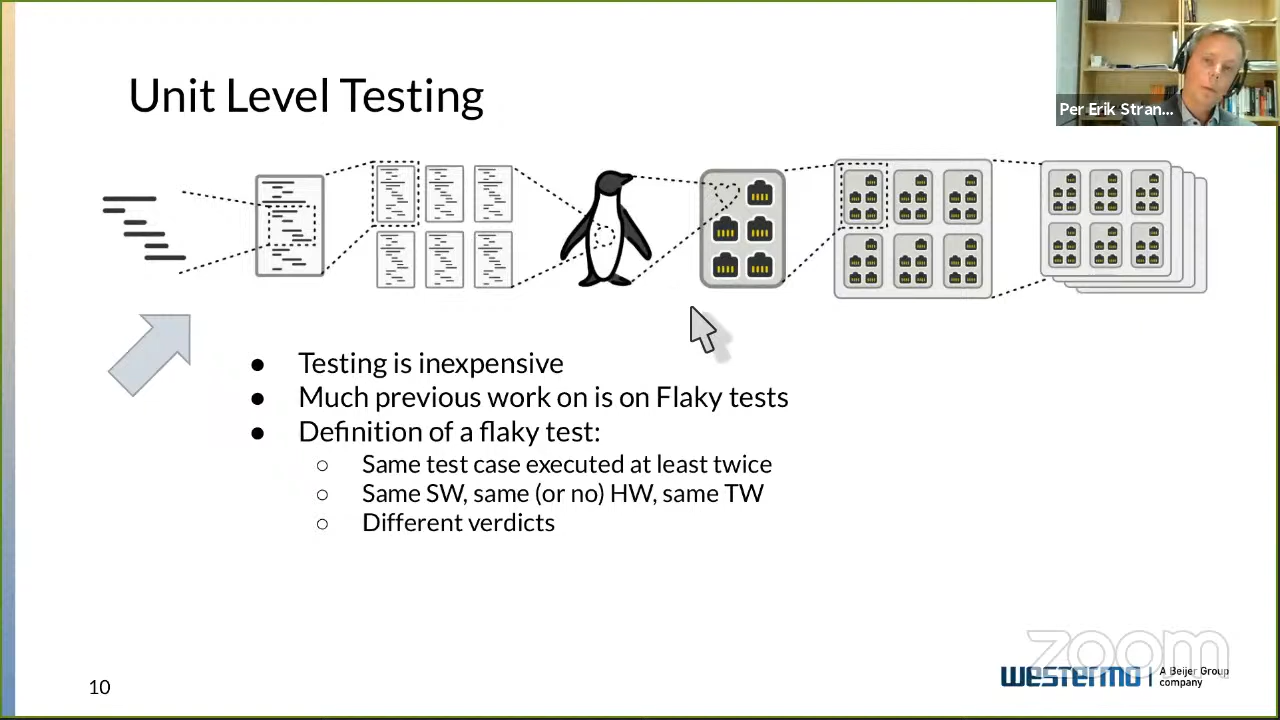 Unit Level Testing
Per Erik Stran...
● Testing is inexpensive
● Much previous work on is on Flaky tests
● Definition of a flaky test:
○ Same test case executed at least twice
○ Same SW, same (or no) HW, same TW
○ Different verdicts
zoom
westermo
A Beijer Group
company
10